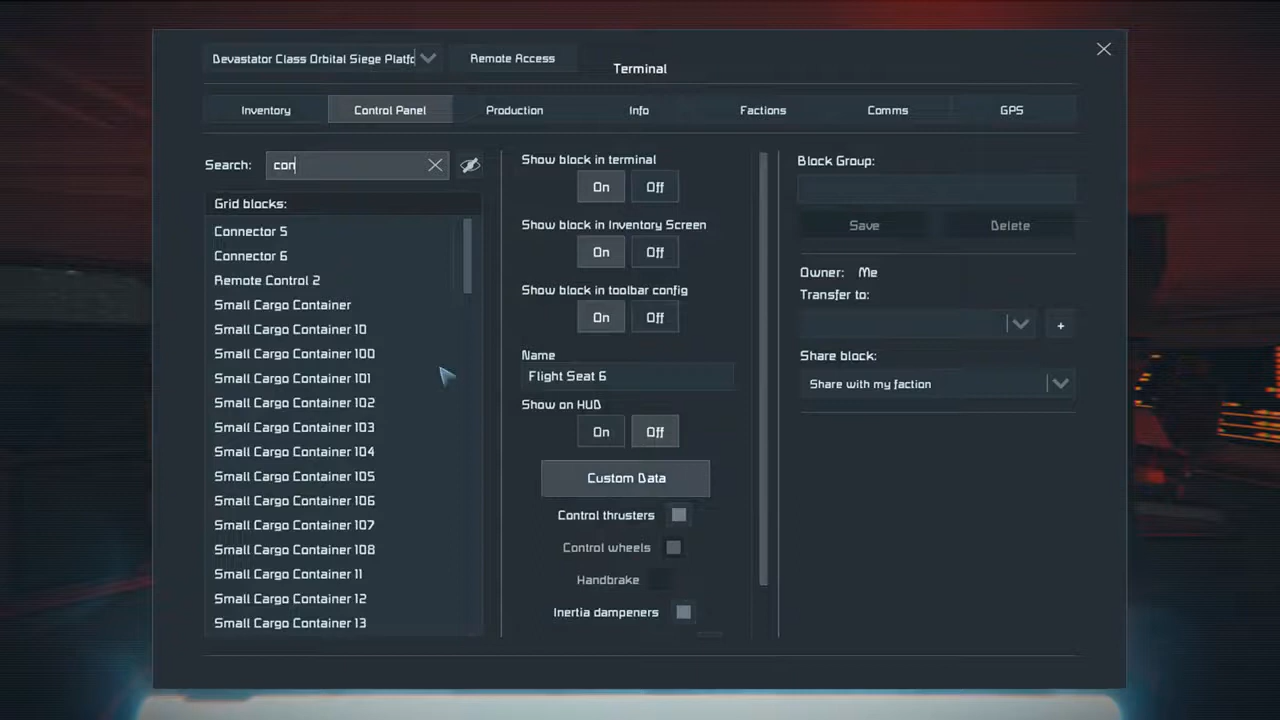 Devastator Class Orbital Siege Platfc
Remote Access
Terminal
Inventory
Control Panel
Production
Info
Factions
Comms
GPS
Search:
con
Grid blocks:
Connector 5
Connector 6
Remote Control 2
Small Cargo Container
Small Cargo Container 10
Small Cargo Container 100
Small Cargo Container 101
Small Cargo Container 102
Small Cargo Container 103
Small Cargo Container 104
Small Cargo Container 105
Small Cargo Container 106
Small Cargo Container 107
Small Cargo Container 108
Small Cargo Container 11
Small Cargo Container 12
Small Cargo Container 13
Show block in terminal
On Off
Show block in Inventory Screen
On Off
Show block in toolbar config
On Off
Name
Flight Seat 6
Show on HUD
On Off
Custom Data
Control thrusters
Control wheels
Handbrake
Inertia dampeners
Block Group:
Save Delete
Owner: Me
Transfer to:
+
Share block:
Share with my faction